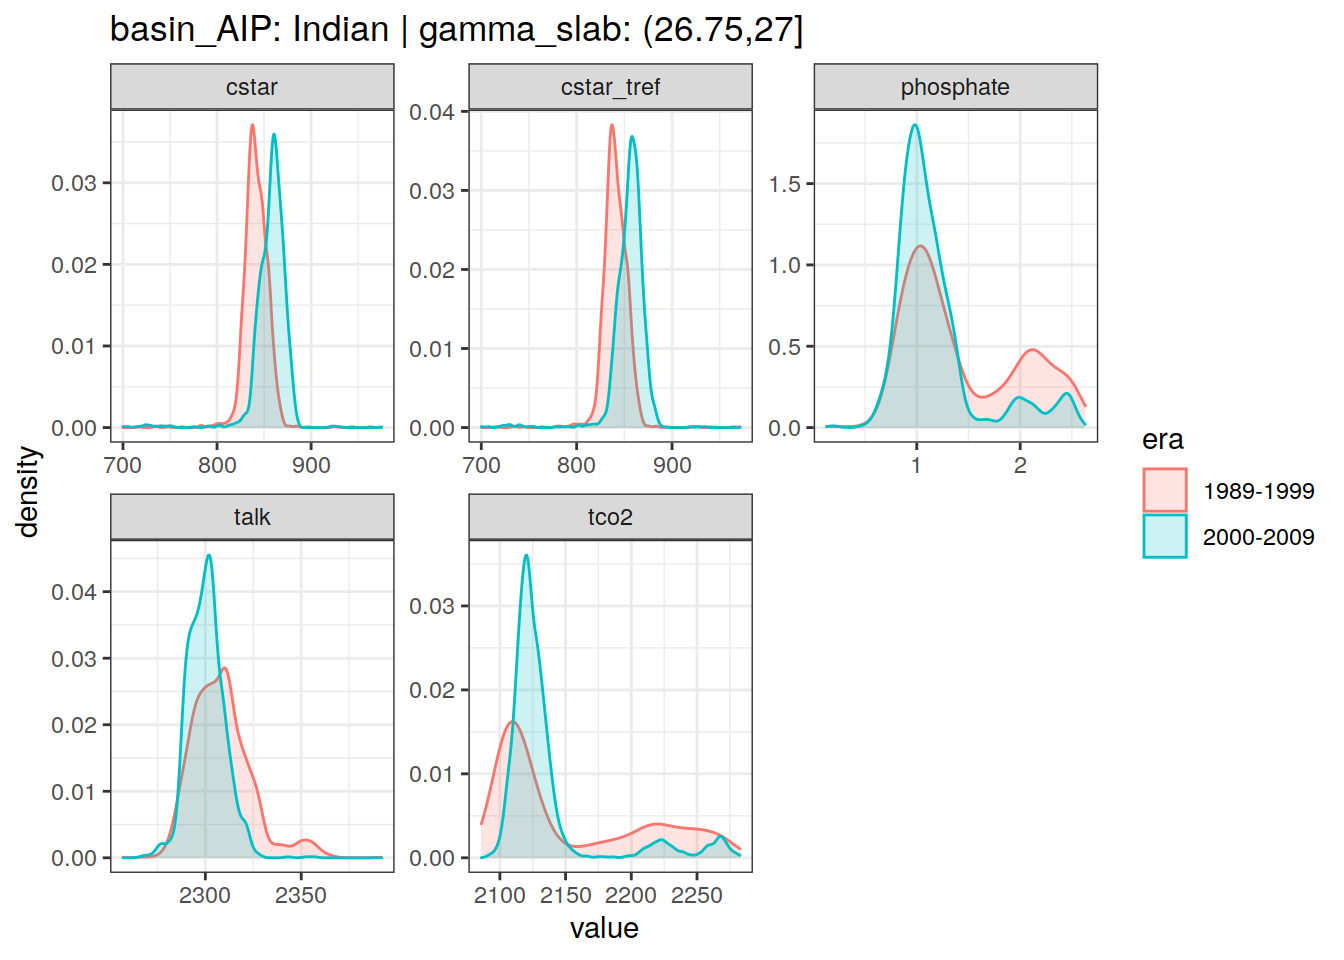 basin_AIP: Indian | gamma_slab: (26.75,27]
cstar
cstar_tref
phosphate
0.03
0.02
0.01
0.00
700 800 900
0.04
0.03
0.02
0.01
0.00
700 800 900
1.5
1.0
0.5
0.0
1 2
density
talk
tco2
0.04
0.03
0.02
0.01
0.00
2300 2350
0.03
0.02
0.01
0.00
2100 2150 2200 2250
value
era
1989-1999
2000-2009